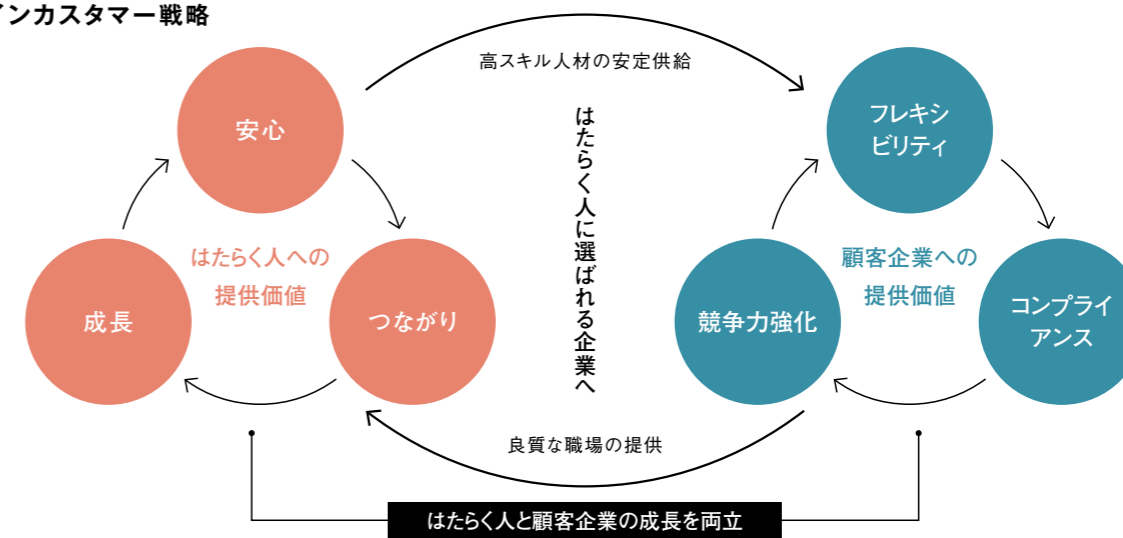 インカスタマー戦略
高スキル人材の安定供給
安心
フレキシ
ビリティ
はたらく人に選ばれる企業へ
はたらく人への
提供価値
顧客企業への
提供価値
成長
つながり
競争力強化
コンプライ
アンス
良質な職場の提供
はたらく人と顧客企業の成長を両立